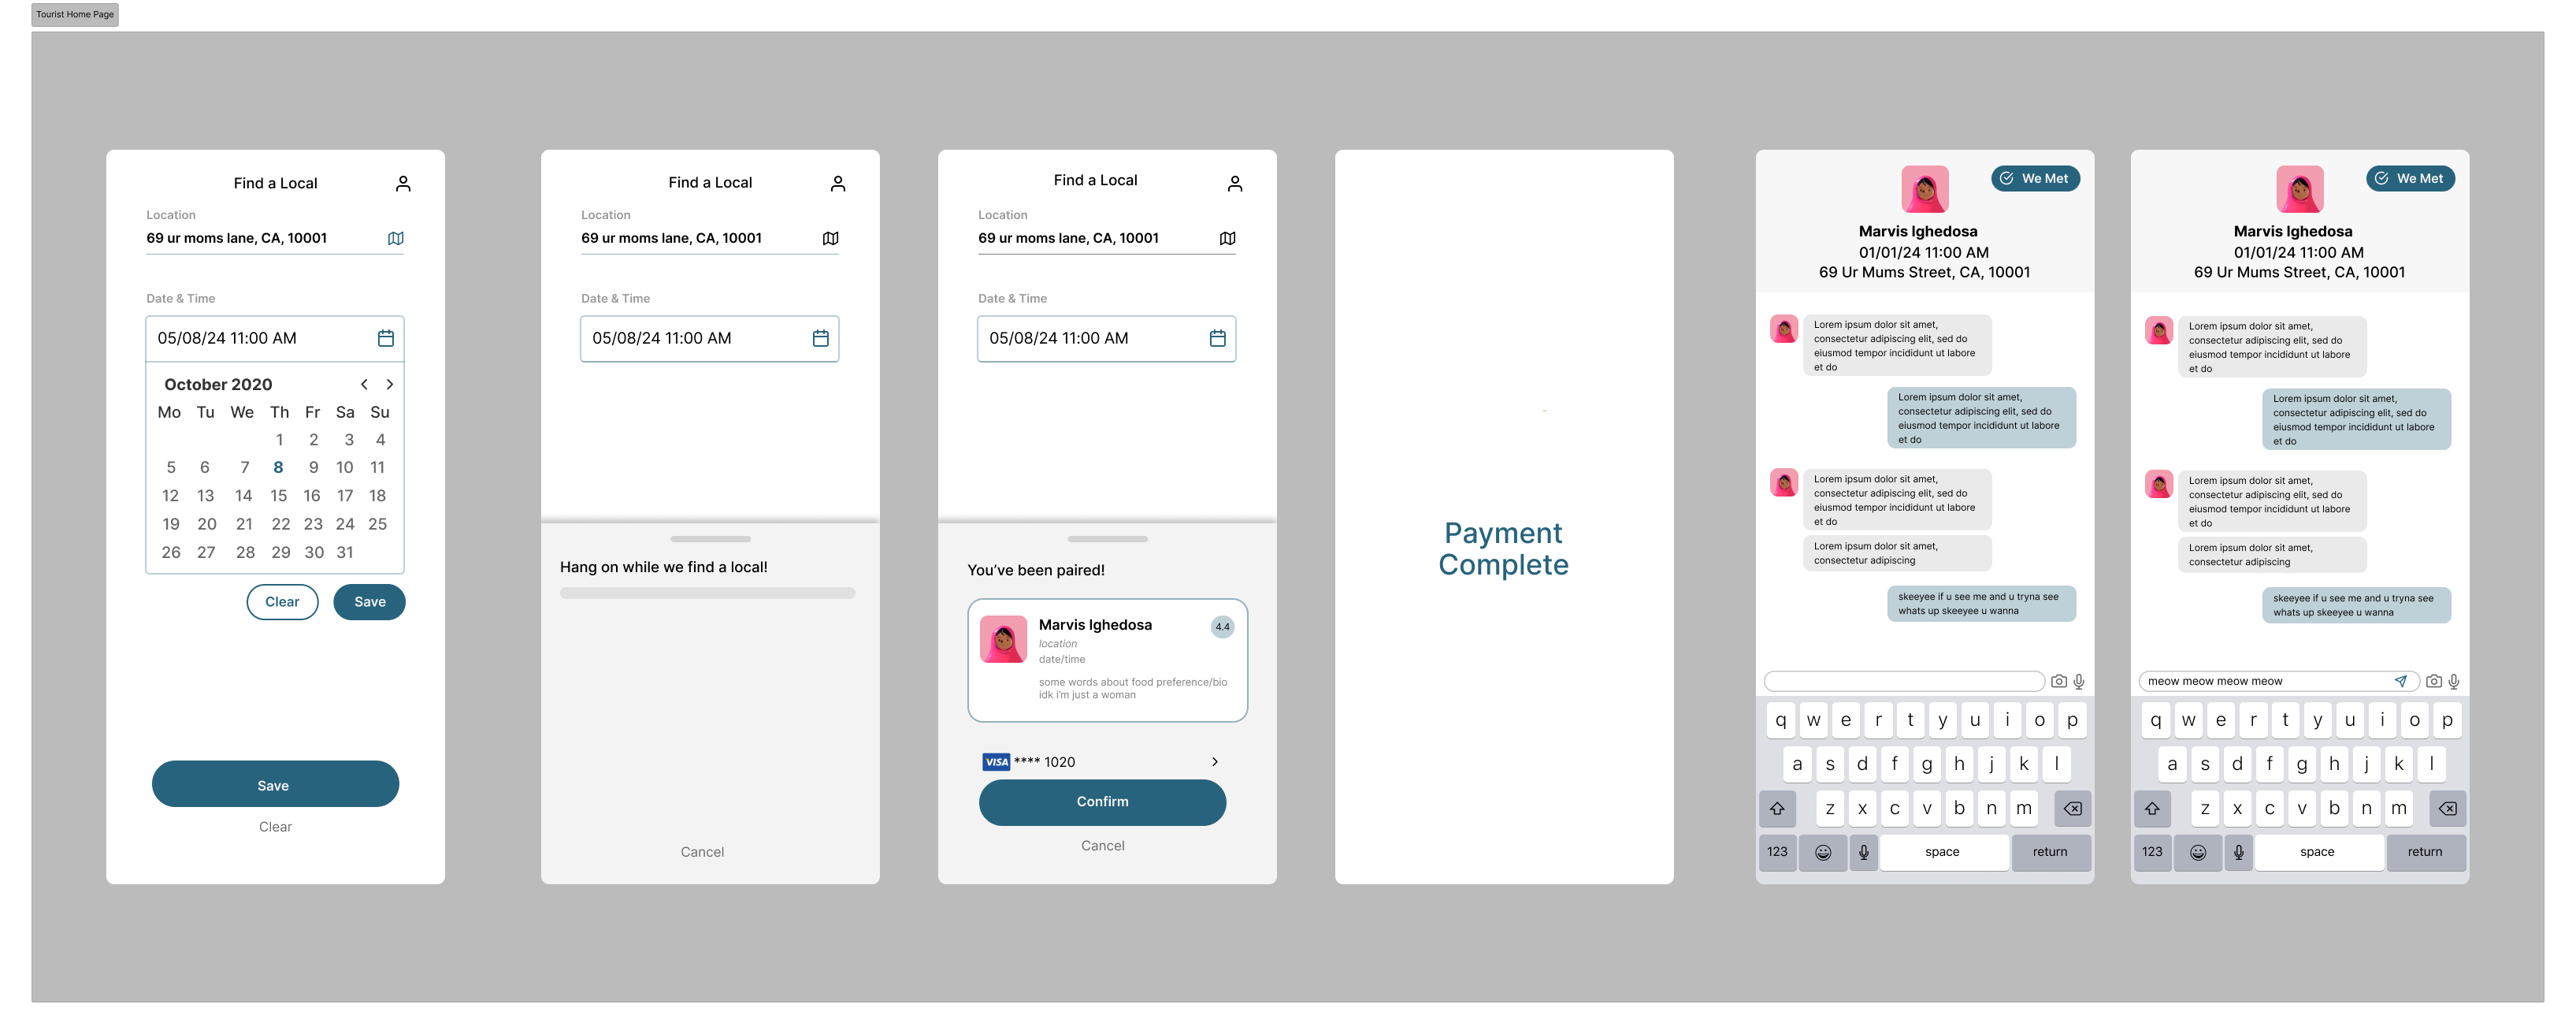 Tourist Home Page
Find a Local
Location
69 ur moms lane, CA, 10001
Date & Time
05/08/24 11:00 AM
October 2020
Mo Tu We Th Fr Sa Su
1 2 3 4
5 6 7 8 9 10 11
12 13 14 15 16 17 18
19 20 21 22 23 24 25
26 27 28 29 30 31
Clear Save
Save
Clear
Find a Local
Location
69 ur moms lane, CA, 10001
Date & Time
05/08/24 11:00 AM
Hang on while we find a local!
Cancel
Find a Local
Location
69 ur moms lane, CA, 10001
Date & Time
05/08/24 11:00 AM
You've been paired!
Marvis Ighedosa 4.4
location
date/time
some words about food preference/bio
idk i'm just a woman
VISA **** 1020
Confirm
Cancel
Payment
Complete
We Met
Marvis Ighedosa
01/01/24 11:00 AM
69 Ur Mums Street, CA, 10001
Lorem ipsum dolor sit amet,
consectetur adipiscing elit, sed do
eiusmod tempor incididunt ut labore
et do
Lorem ipsum dolor sit amet,
consectetur adipiscing elit, sed do
eiusmod tempor incididunt ut labore
et do
Lorem ipsum dolor sit amet,
consectetur adipiscing elit, sed do
eiusmod tempor incididunt ut labore
et do
Lorem ipsum dolor sit amet,
consectetur adipiscing
skeeyee if u see me and u tryna see
whats up skeeyee u wanna
q w e r t y u i o p
a s d f g h j k l
z x c v b n m
123 space return
We Met
Marvis Ighedosa
01/01/24 11:00 AM
69 Ur Mums Street, CA, 10001
Lorem ipsum dolor sit amet,
consectetur adipiscing elit, sed do
eiusmod tempor incididunt ut labore
et do
Lorem ipsum dolor sit amet,
consectetur adipiscing elit, sed do
eiusmod tempor incididunt ut labore
et do
Lorem ipsum dolor sit amet,
consectetur adipiscing elit, sed do
eiusmod tempor incididunt ut labore
et do
Lorem ipsum dolor sit amet,
consectetur adipiscing
skeeyee if u see me and u tryna see
whats up skeeyee u wanna
meow meow meow meow
q w e r t y u i o p
a s d f g h j k l
z x c v b n m
123 space return